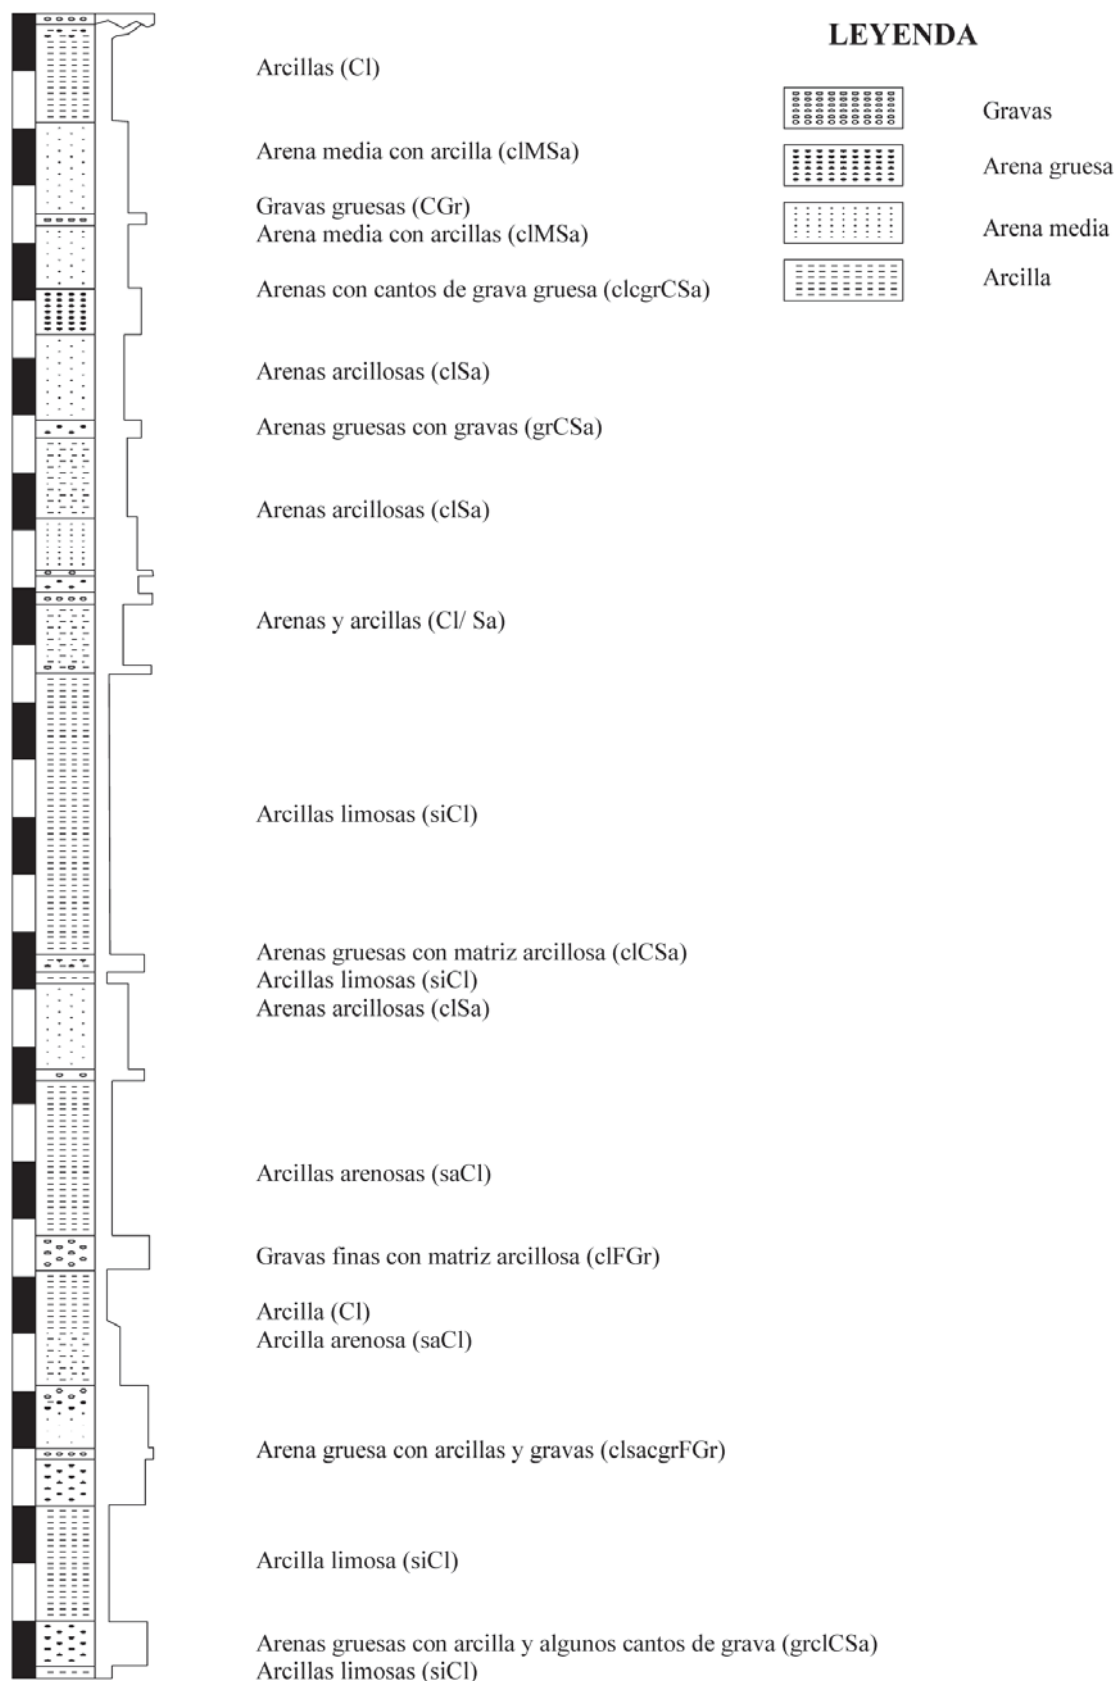 LEYENDA
Gravas
Arena gruesa
Arena media
Arcilla
Arcillas (Cl)
Arena media con arcilla (clMSa)
Gravas gruesas (CGr)
Arena media con arcillas (clMSa)
Arenas con cantos de grava gruesa (clcgrCSa)
Arenas arcillosas (clSa)
Arenas gruesas con gravas (grCSa)
Arenas arcillosas (clSa)
Arenas y arcillas (Cl/ Sa)
Arcillas limosas (siCl)
Arenas gruesas con matriz arcillosa (clCSa)
Arcillas limosas (siCl)
Arenas arcillosas (clSa)
Arcillas arenosas (saCl)
Gravas finas con matriz arcillosa (clFGr)
Arcilla (Cl)
Arcilla arenosa (saCl)
Arena gruesa con arcillas y gravas (clsacgrFGr)
Arcilla limosa (siCl)
Arenas gruesas con arcilla y algunos cantos de grava (grclCSa)
Arcillas limosas (siCl)